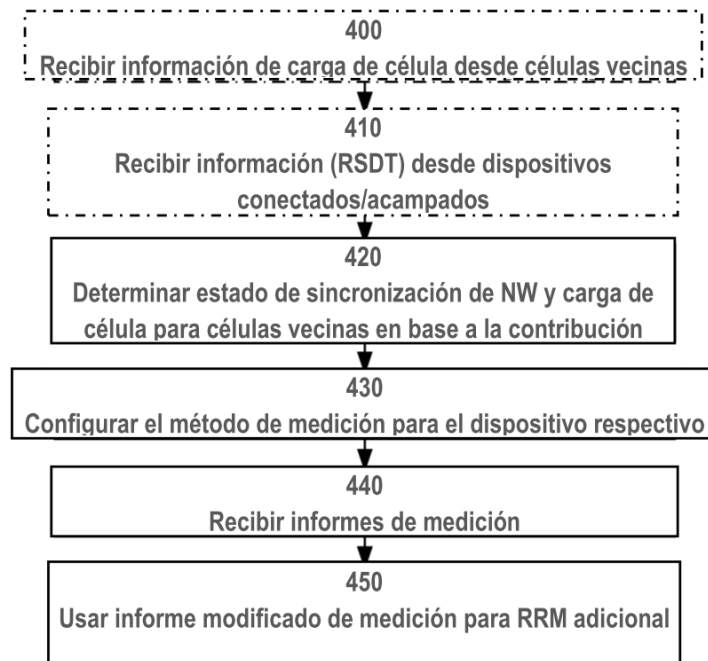 400
Recibir información de carga de célula desde células vecinas
410
Recibir información (RSDT) desde dispositivos
conectados/acampados
420
Determinar estado de sincronización de NW y carga de
célula para células vecinas en base a la contribución
430
Configurar el método de medición para el dispositivo respectivo
440
Recibir informes de medición
450
Usar informe modificado de medición para RRM adicional